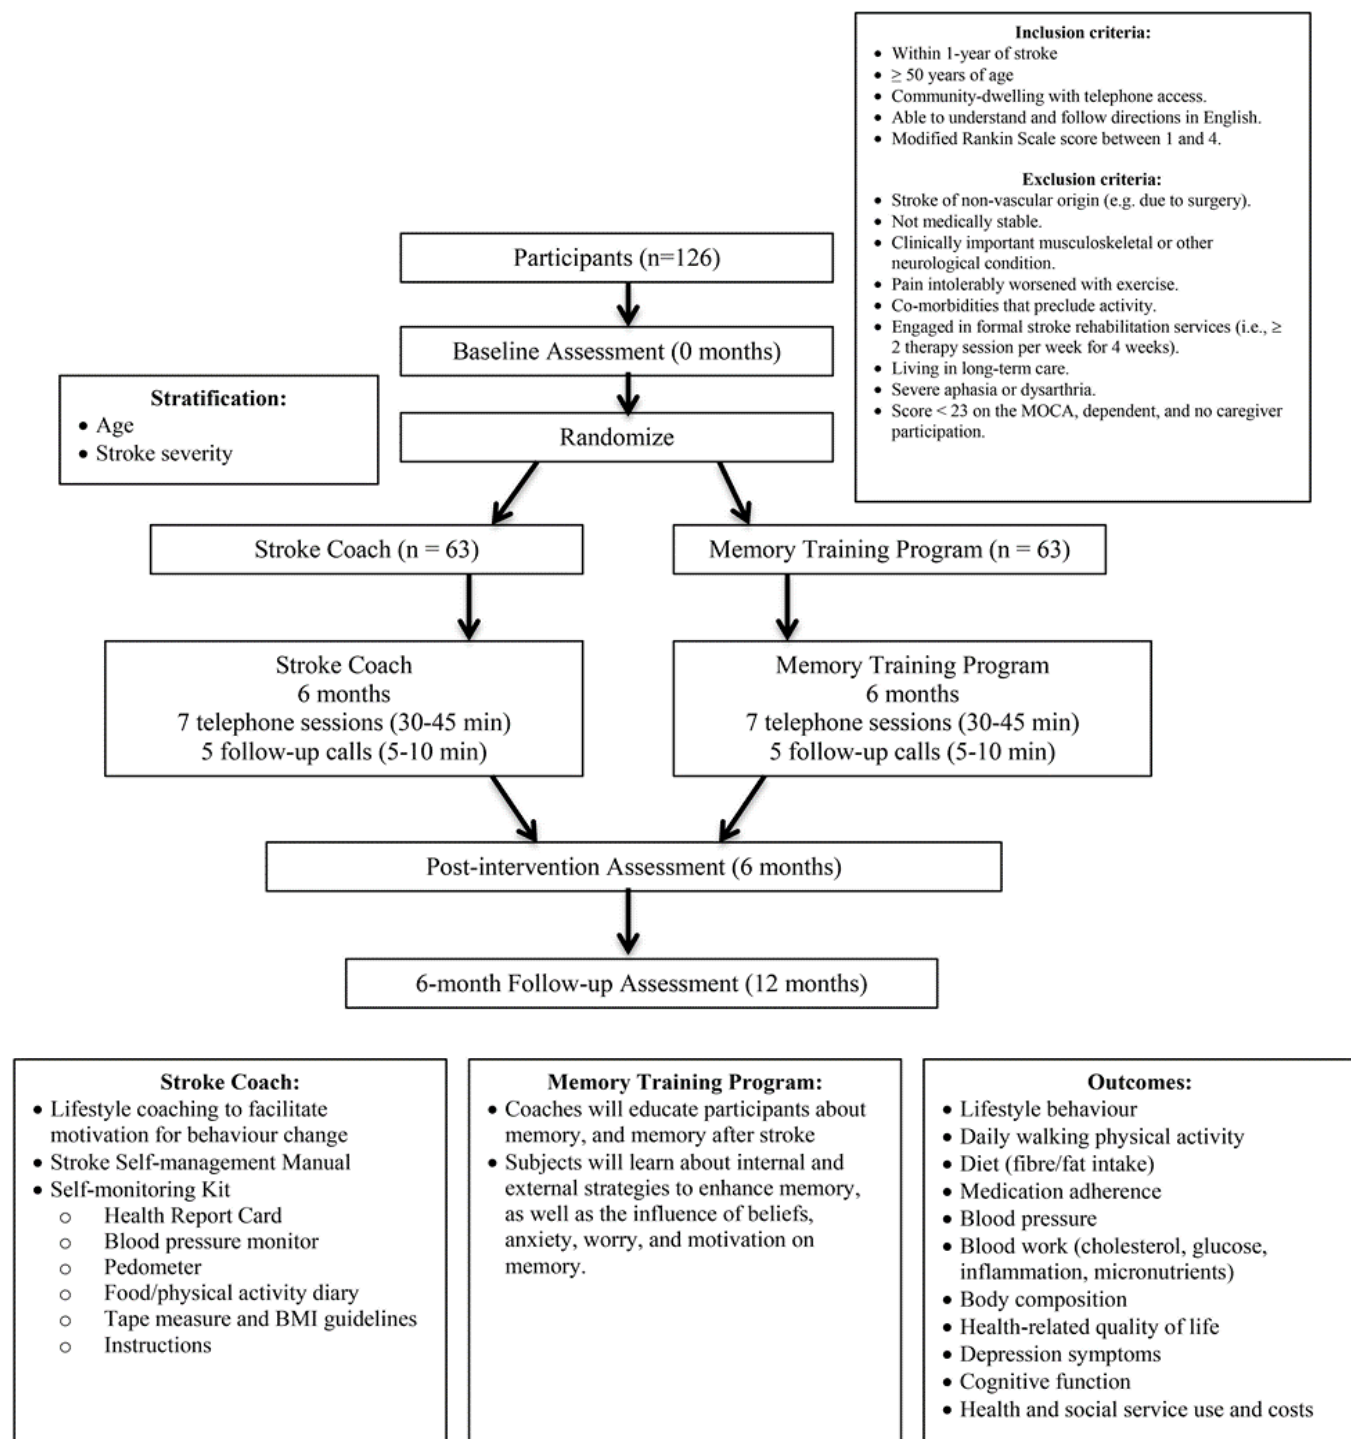 Inclusion criteria:
• Within 1-year of stroke
• ≥ 50 years of age
• Community-dwelling with telephone access.
• Able to understand and follow directions in English.
• Modified Rankin Scale score between 1 and 4.
Exclusion criteria:
• Stroke of non-vascular origin (e.g. due to surgery).
• Not medically stable.
• Clinically important musculoskeletal or other
neurological condition.
• Pain intolerably worsened with exercise.
• Co-morbidities that preclude activity.
• Engaged in formal stroke rehabilitation services (i.e., ≥
2 therapy session per week for 4 weeks).
• Living in long-term care.
• Severe aphasia or dysarthria.
• Score < 23 on the MOCA, dependent, and no caregiver
participation.
Participants (n=126)
Baseline Assessment (0 months)
Stratification:
• Age
• Stroke severity
Randomize
Stroke Coach (n = 63)
Memory Training Program (n = 63)
Stroke Coach
6 months
7 telephone sessions (30-45 min)
5 follow-up calls (5-10 min)
Memory Training Program
6 months
7 telephone sessions (30-45 min)
5 follow-up calls (5-10 min)
Post-intervention Assessment (6 months)
6-month Follow-up Assessment (12 months)
Stroke Coach:
• Lifestyle coaching to facilitate
motivation for behaviour change
• Stroke Self-management Manual
• Self-monitoring Kit
o Health Report Card
o Blood pressure monitor
o Pedometer
o Food/physical activity diary
o Tape measure and BMI guidelines
o Instructions
Memory Training Program:
• Coaches will educate participants about
memory, and memory after stroke
• Subjects will learn about internal and
external strategies to enhance memory,
as well as the influence of beliefs,
anxiety, worry, and motivation on
memory.
Outcomes:
• Lifestyle behaviour
• Daily walking physical activity
• Diet (fibre/fat intake)
• Medication adherence
• Blood pressure
• Blood work (cholesterol, glucose,
inflammation, micronutrients)
• Body composition
• Health-related quality of life
• Depression symptoms
• Cognitive function
• Health and social service use and costs